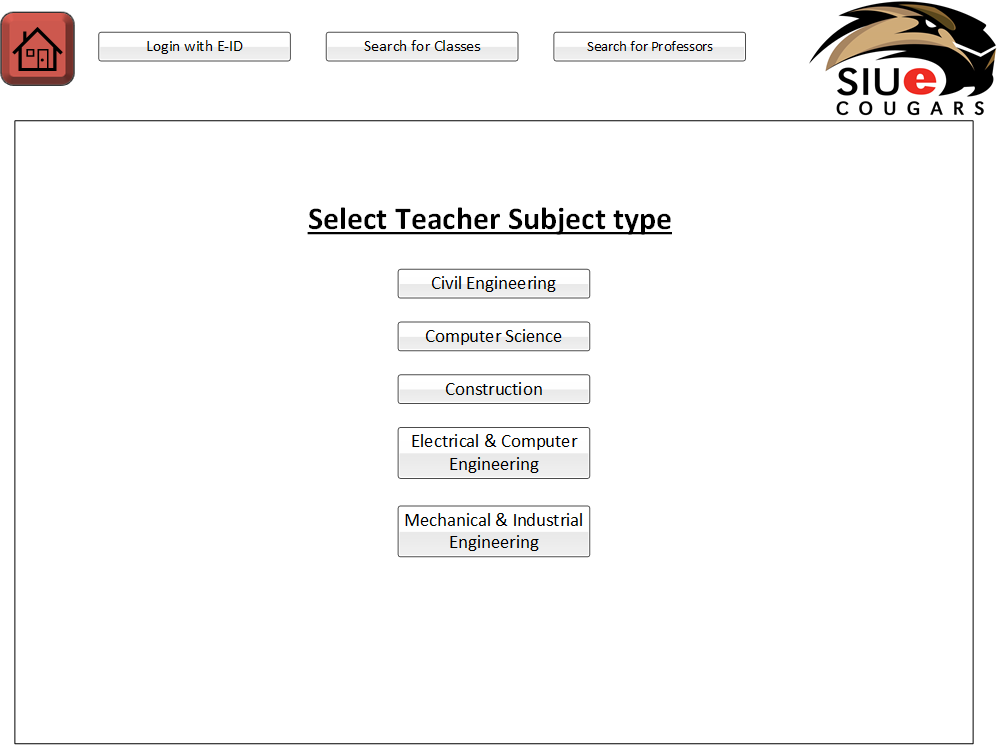 Login with E-ID
Search for Classes
Search for Professors
SIUe
COUGARS
Select Teacher Subject type
Civil Engineering
Computer Science
Construction
Electrical & Computer
Engineering
Mechanical & Industrial
Engineering